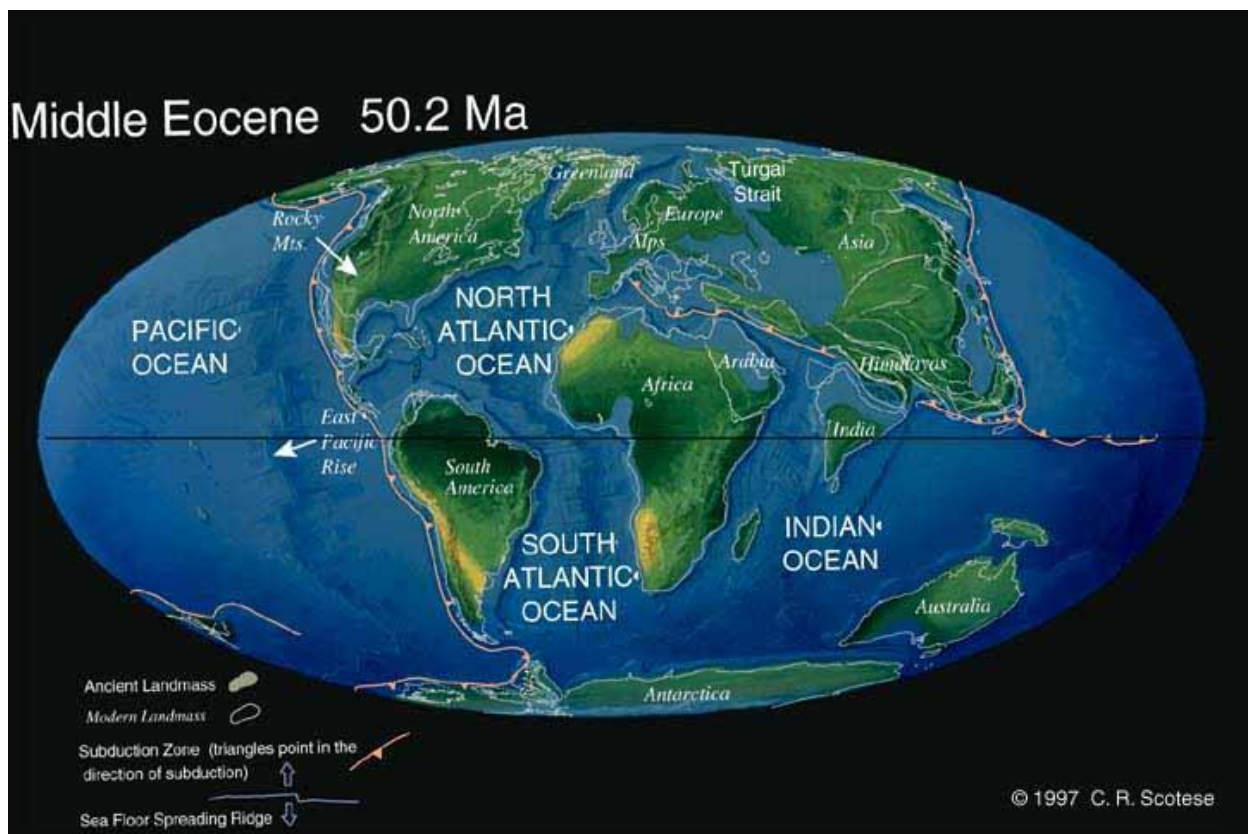 Middle Eocene 50.2 Ma
Greenland
Turgai
Strait
Rocky
Mts.
North
America
Europe
Alps
Asia
PACIFIC
OCEAN
NORTH
ATLANTIC
OCEAN
Arabia
Himalayas
Africa
India
East
Pacific
Rise
South
America
SOUTH
ATLANTIC
OCEAN
INDIAN
OCEAN
Australia
Antarctica
Ancient Landmass
Modern Landmass
Subduction Zone (triangles point in the
direction of subduction)
Sea Floor Spreading Ridge
© 1997 C. R. Scotese